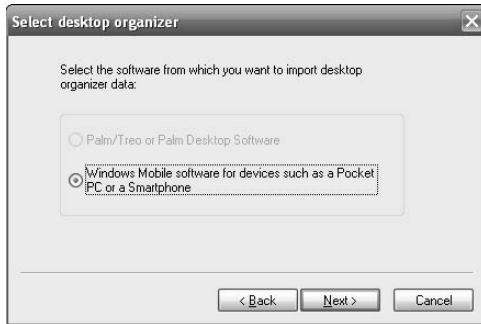 Select desktop organizer
Select the software from which you want to import desktop
organizer data:
Palm/Treo or Palm Desktop Software
Windows Mobile software for devices such as a Pocket
PC or a Smartphone
< Back
Next >
Cancel